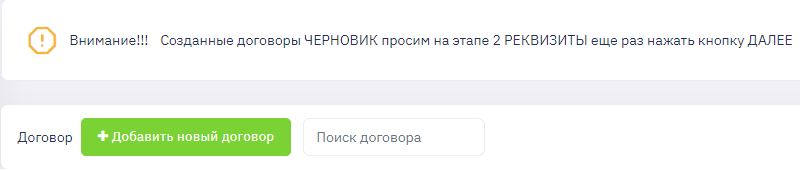 Внимание!!! Созданные договоры ЧЕРНОВИК просим на этапе 2 РЕКВИЗИТЫ еще раз нажать кнопку ДАЛЕЕ
Договор + Добавить новый договор Поиск договора